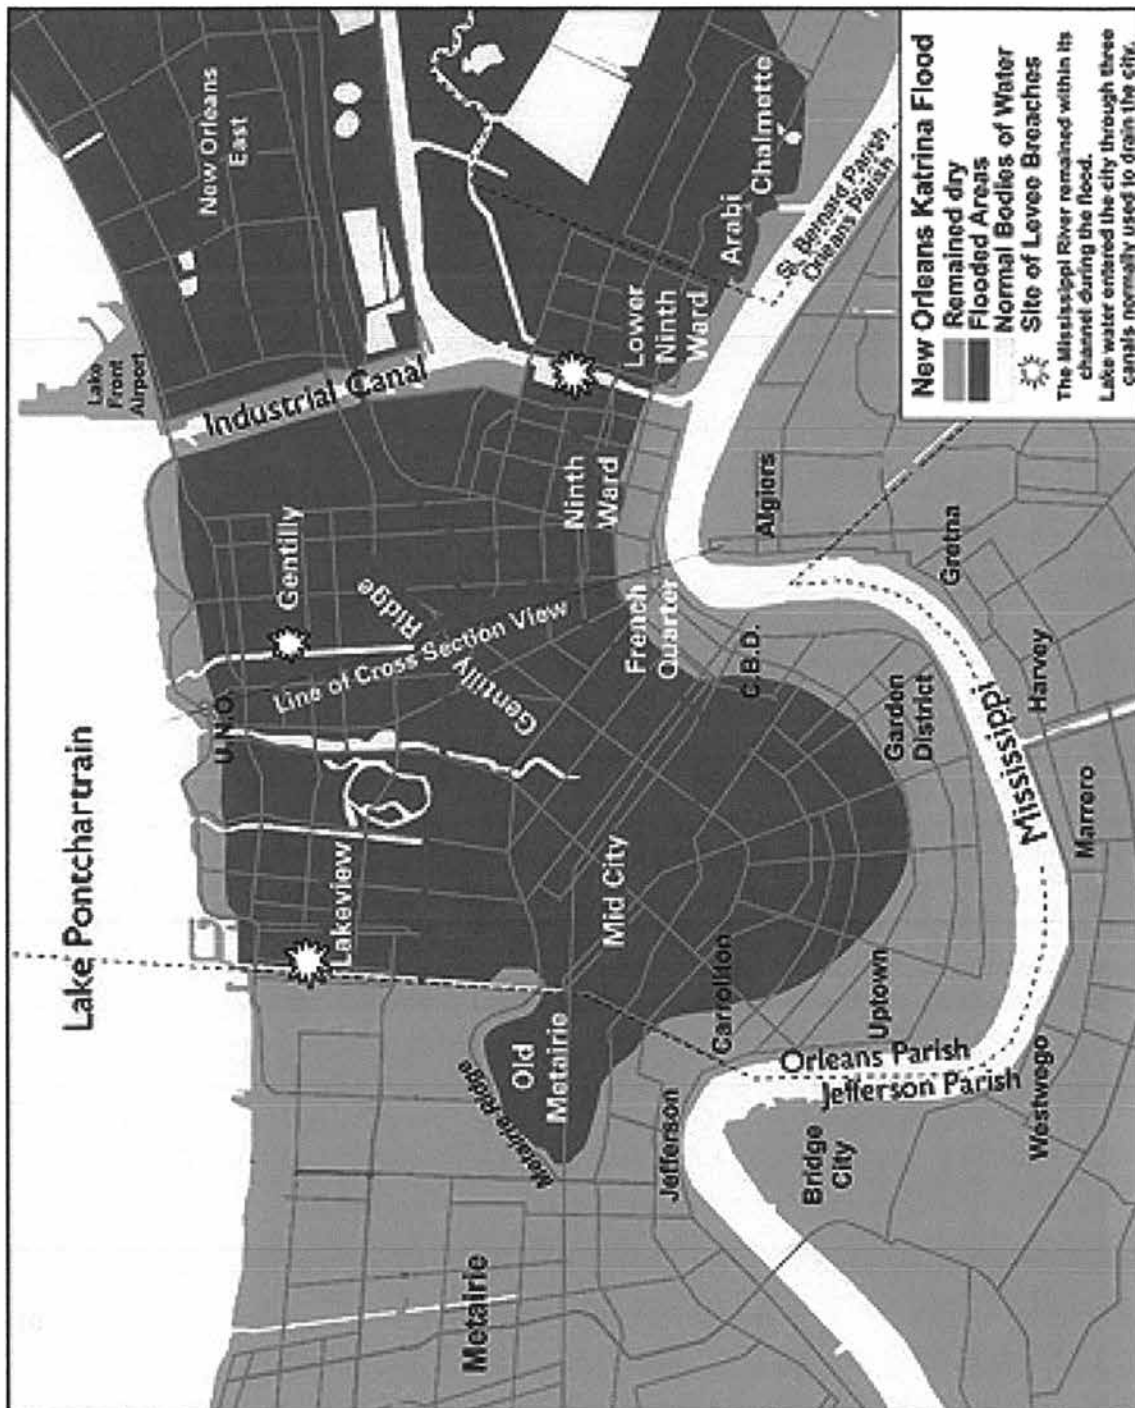 Lake Pontchartrain
Lake
Front
Airport
New Orleans
East
Industrial Canal
U.N.O.
Gentilly
Lakeview
Line of Cross Section View
Gentilly
Ridge
Metairie
Metairie Ridge
Old
Metairie
Mid City
French
Quarter
Ninth
Ward
Lower
Ninth
Ward
Arabi
Chalmette
St. Bernard Parish
Orleans Parish
Jefferson
Carrollton
C.B.D.
Algiers
Uptown
Garden
District
Orleans Parish
Jefferson Parish
Bridge
City
Gretna
Mississippi
Harvey
Westwego
Marrero
New Orleans Katrina Flood
Remained dry
Flooded Areas
Normal Bodies of Water
Site of Levee Breaches
The Mississippi River remained within its
channel during the flood.
Lake water entered the city through three
canals normally used to drain the city.